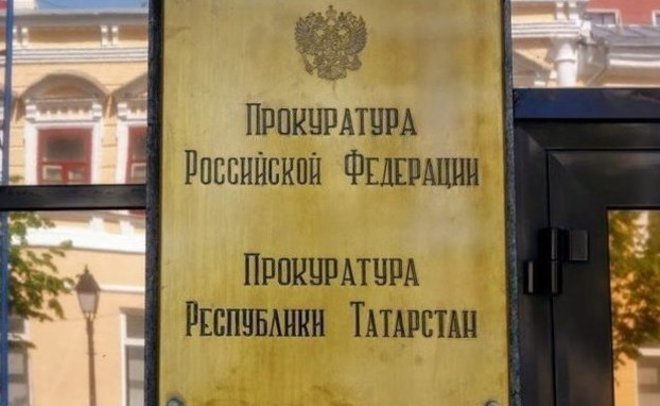 Прокуратура
Российской Федерации
Прокуратура
Республики Татарстан